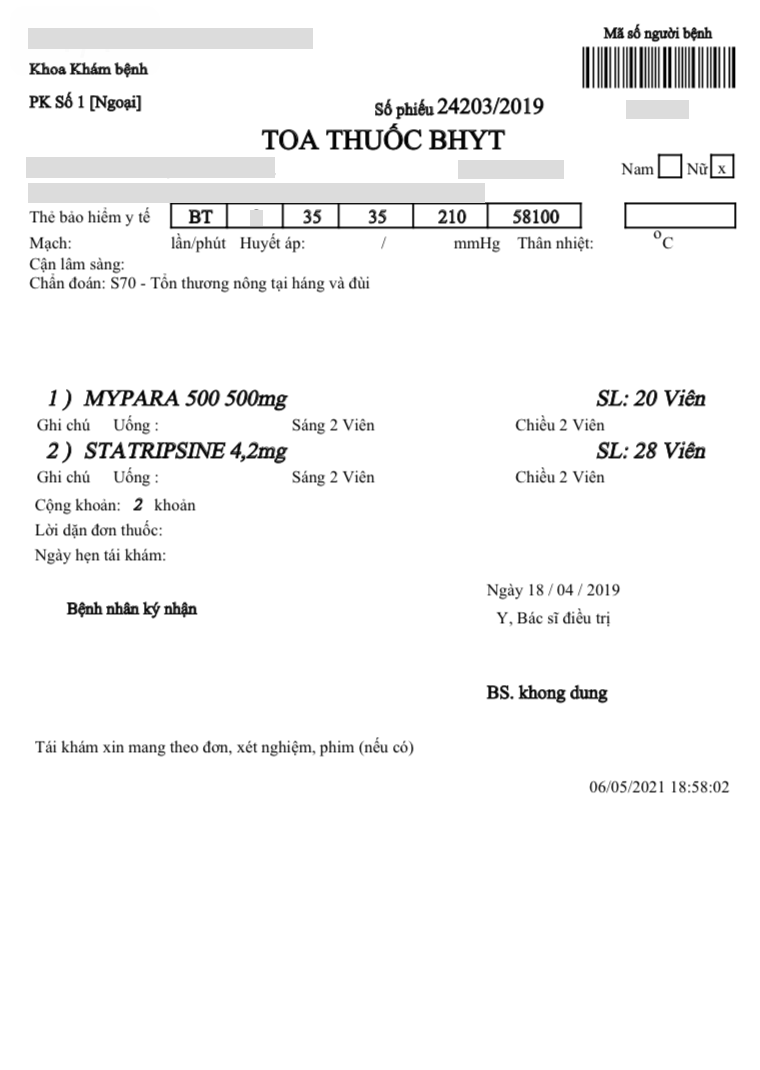 Mã số người bệnh
Khoa Khám bệnh
PK Số 1 [Ngoại]
Số phiếu 24203/2019
TOA THUỐC BHYT
Nam Nữ x
Thẻ bảo hiểm y tế BT 35 35 210 58100
Mạch: lần/phút Huyết áp: / mmHg Thân nhiệt: °C
Cận lâm sàng:
Chẩn đoán: S70 - Tổn thương nông tại háng và đùi
1 ) MYPARA 500 500mg SL: 20 Viên
Ghi chú Uống : Sáng 2 Viên Chiều 2 Viên
2 ) STATRIPSINE 4,2mg SL: 28 Viên
Ghi chú Uống : Sáng 2 Viên Chiều 2 Viên
Cộng khoản: 2 khoản
Lời dặn đơn thuốc:
Ngày hẹn tái khám:
Ngày 18 / 04 / 2019
Bệnh nhân ký nhận
Y, Bác sĩ điều trị
BS. khong dung
Tái khám xin mang theo đơn, xét nghiệm, phim (nếu có)
06/05/2021 18:58:02